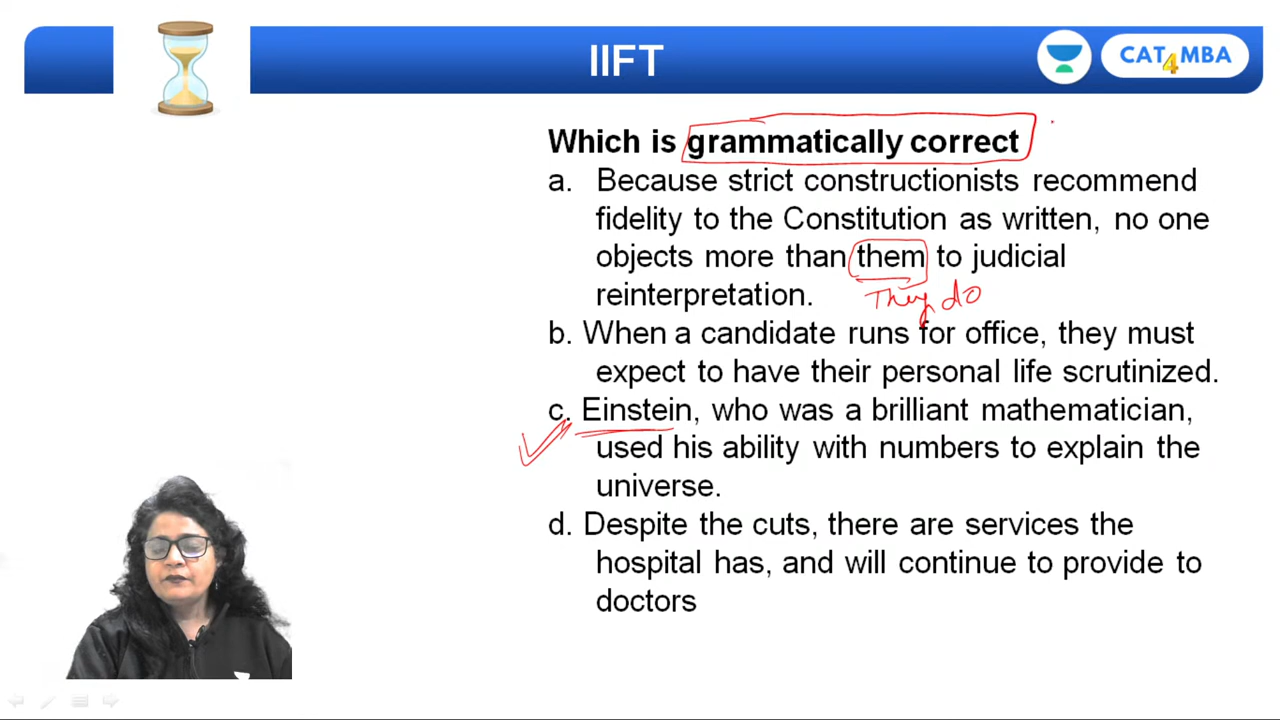 IIFT
CAT4MBA
Which is grammatically correct
a. Because strict constructionists recommend
fidelity to the Constitution as written, no one
objects more than them to judicial
reinterpretation.
They do
b. When a candidate runs for office, they must
expect to have their personal life scrutinized.
c. Einstein, who was a brilliant mathematician,
used his ability with numbers to explain the
universe.
d. Despite the cuts, there are services the
hospital has, and will continue to provide to
doctors